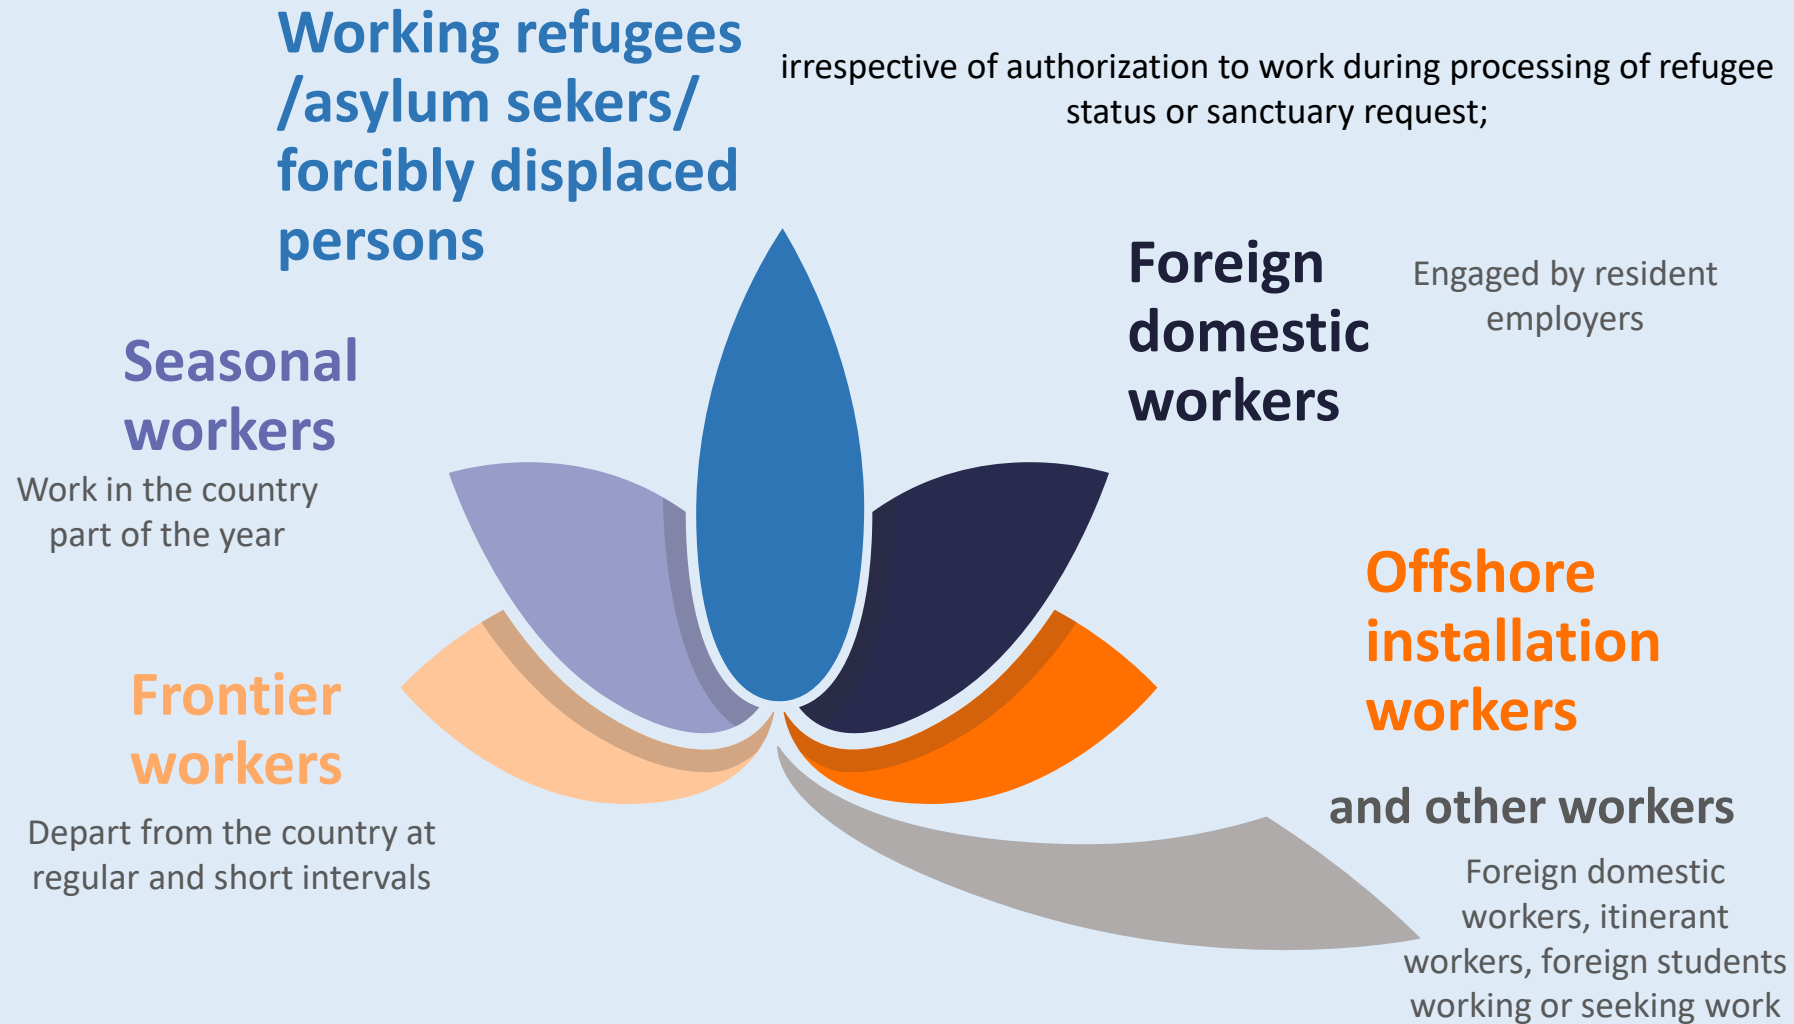 Working refugees
/asylum sekers/
forcibly displaced
persons
irrespective of authorization to work during processing of refugee
status or sanctuary request;
Foreign
domestic
workers
Engaged by resident
employers
Seasonal
workers
Work in the country
part of the year
Offshore
installation
workers
Frontier
workers
Depart from the country at
regular and short intervals
and other workers
Foreign domestic
workers, itinerant
workers, foreign students
working or seeking work